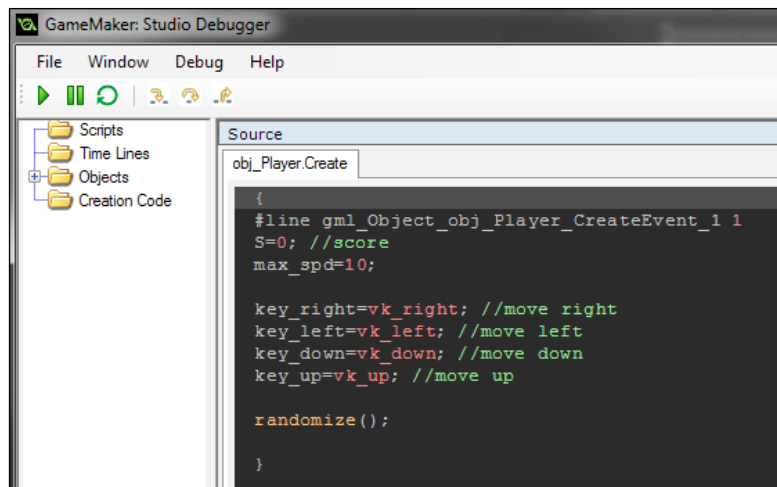 GameMaker: Studio Debugger
File Window Debug Help
Scripts
Time Lines
Objects
Creation Code
Source
obj_Player.Create
{
#line gml_Object_obj_Player_CreateEvent_1 1
S=0; //score
max_spd=10;
key_right=vk_right; //move right
key_left=vk_left; //move left
key_down=vk_down; //move down
key_up=vk_up; //move up
randomize();
}